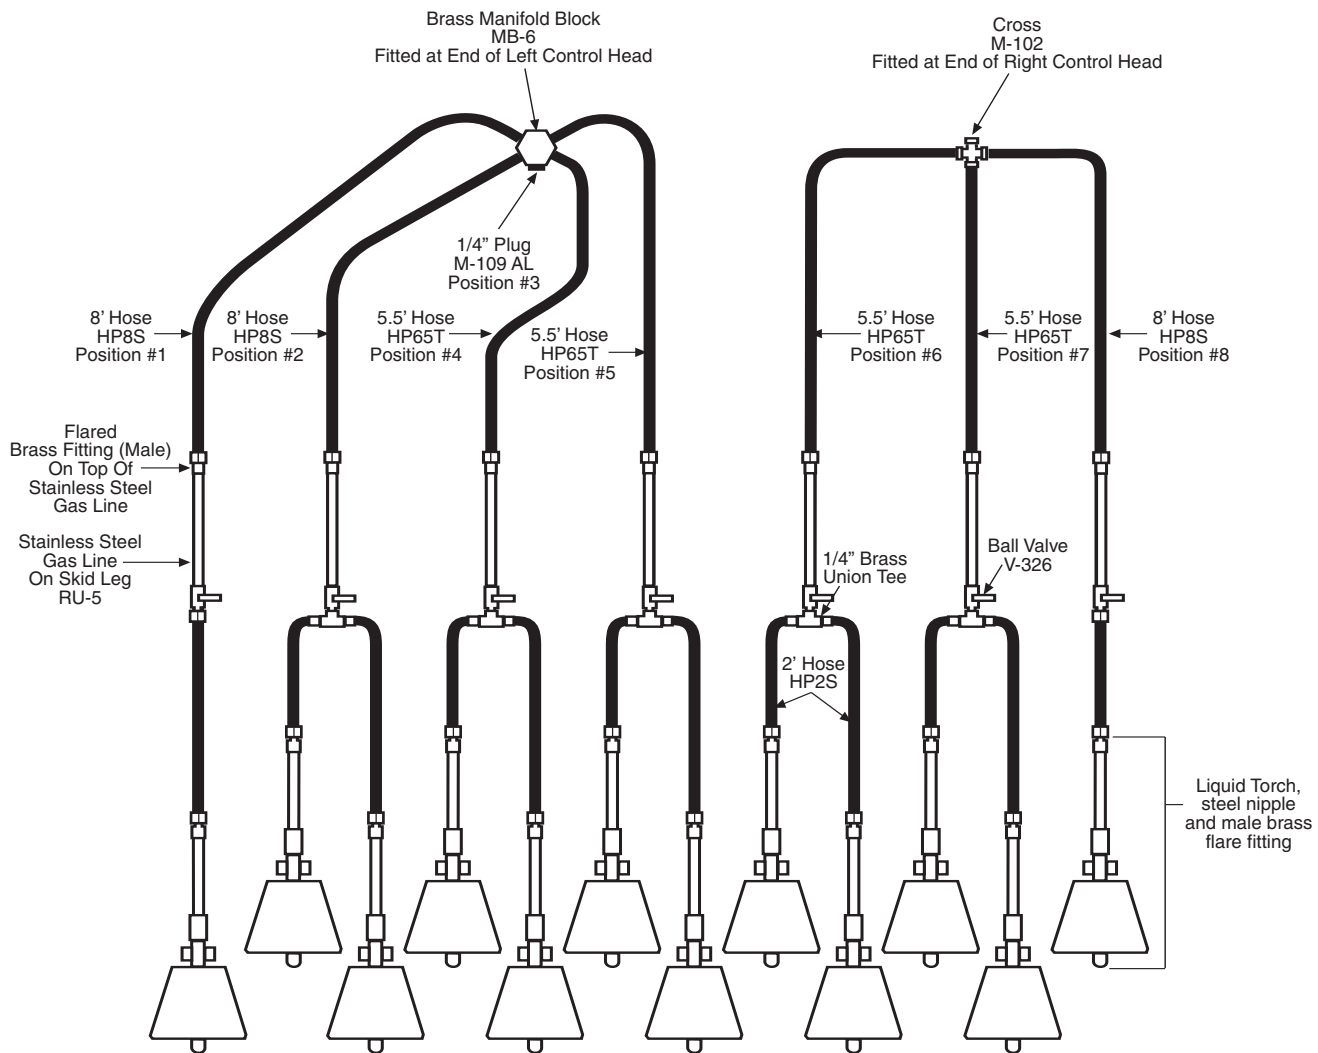 Brass Manifold Block
MB-6
Fitted at End of Left Control Head
Cross
M-102
Fitted at End of Right Control Head
1/4” Plug
M-109 AL
Position #3
8’ Hose
HP8S
Position #1
8’ Hose
HP8S
Position #2
5.5’ Hose
HP65T
Position #4
5.5’ Hose
HP65T
Position #5
5.5’ Hose
HP65T
Position #6
5.5’ Hose
HP65T
Position #7
8’ Hose
HP8S
Position #8
Flared
Brass Fitting (Male)
On Top Of
Stainless Steel
Gas Line
Stainless Steel
Gas Line
On Skid Leg
RU-5
1/4” Brass
Union Tee
Ball Valve
V-326
2’ Hose
HP2S
Liquid Torch,
steel nipple
and male brass
flare fitting